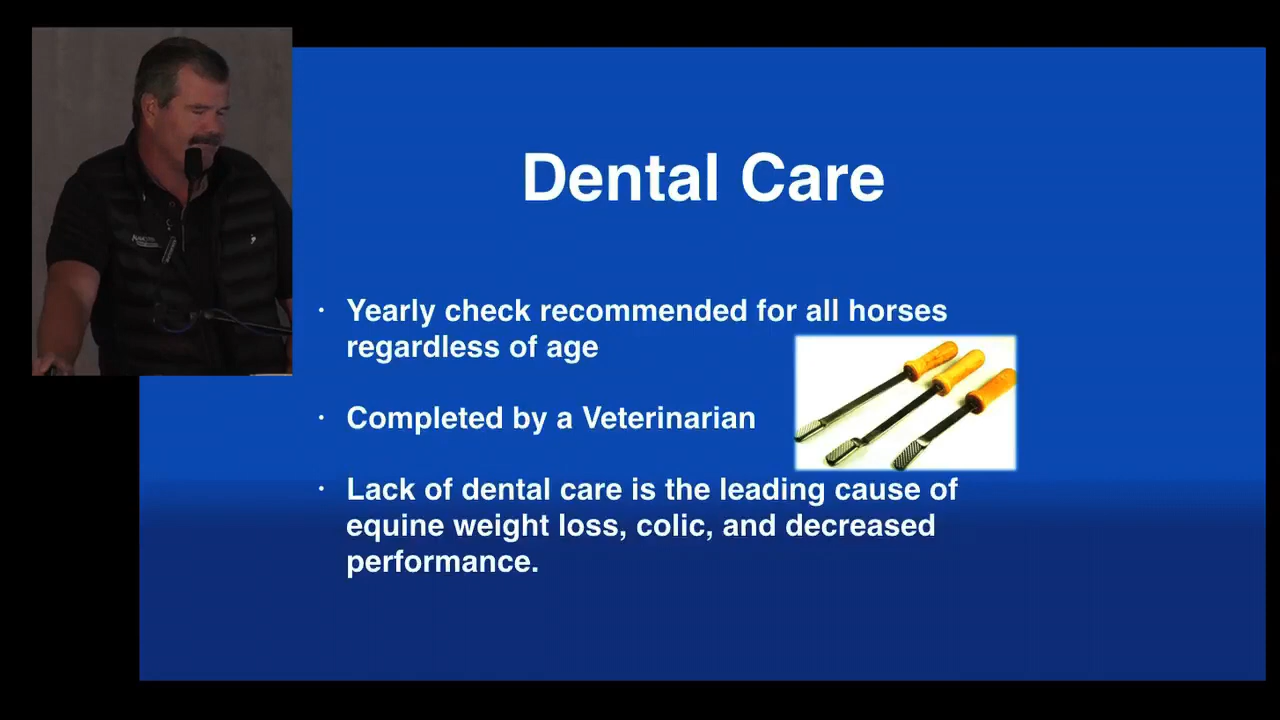 Dental Care
· Yearly check recommended for all horses
regardless of age
· Completed by a Veterinarian
· Lack of dental care is the leading cause of
equine weight loss, colic, and decreased
performance.